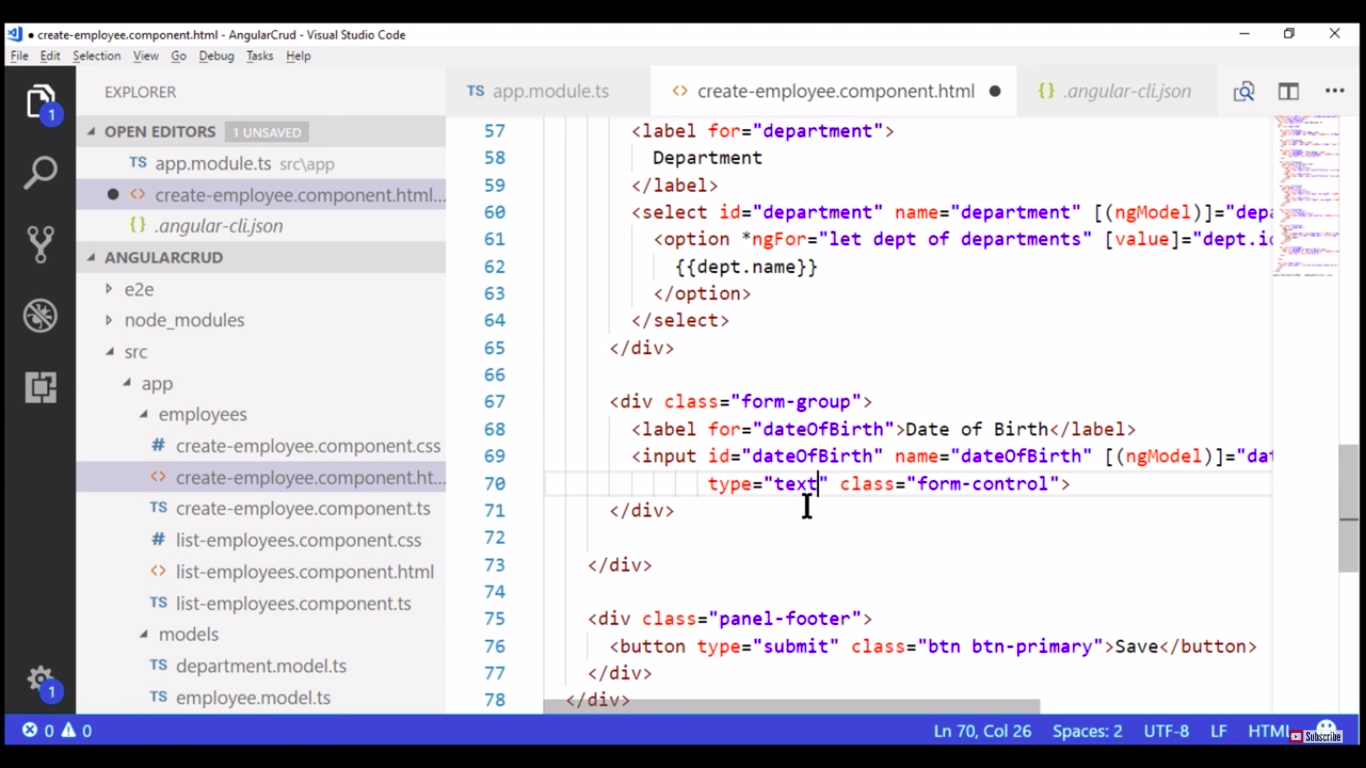 create-employee.component.html - AngularCrud - Visual Studio Code
File Edit Selection View Go Debug Tasks Help
EXPLORER
OPEN EDITORS 1 UNSAVED
TS app.module.ts src\app
<> create-employee.component.html...
{} .angular-cli.json
ANGULARCRUD
e2e
node_modules
src
app
employees
# create-employee.component.css
<> create-employee.component.ht...
TS create-employee.component.ts
# list-employees.component.css
<> list-employees.component.html
TS list-employees.component.ts
models
TS department.model.ts
TS employee.model.ts
1
1
TS app.module.ts <> create-employee.component.html {} .angular-cli.json
57 <label for="department">
58 Department
59 </label>
60 <select id="department" name="department" [(ngModel)]="depa
61 <option *ngFor="let dept of departments" [value]="dept.id
62 {{dept.name}}
63 </option>
64 </select>
65 </div>
66
67 <div class="form-group">
68 <label for="dateOfBirth">Date of Birth</label>
69 <input id="dateOfBirth" name="dateOfBirth" [(ngModel)]="dat
70 type="text" class="form-control">
71 </div>
72
73 </div>
74
75 <div class="panel-footer">
76 <button type="submit" class="btn btn-primary">Save</button>
77 </div>
78 </div>
0 0 Ln 70, Col 26 Spaces: 2 UTF-8 LF HTML
Subscribe